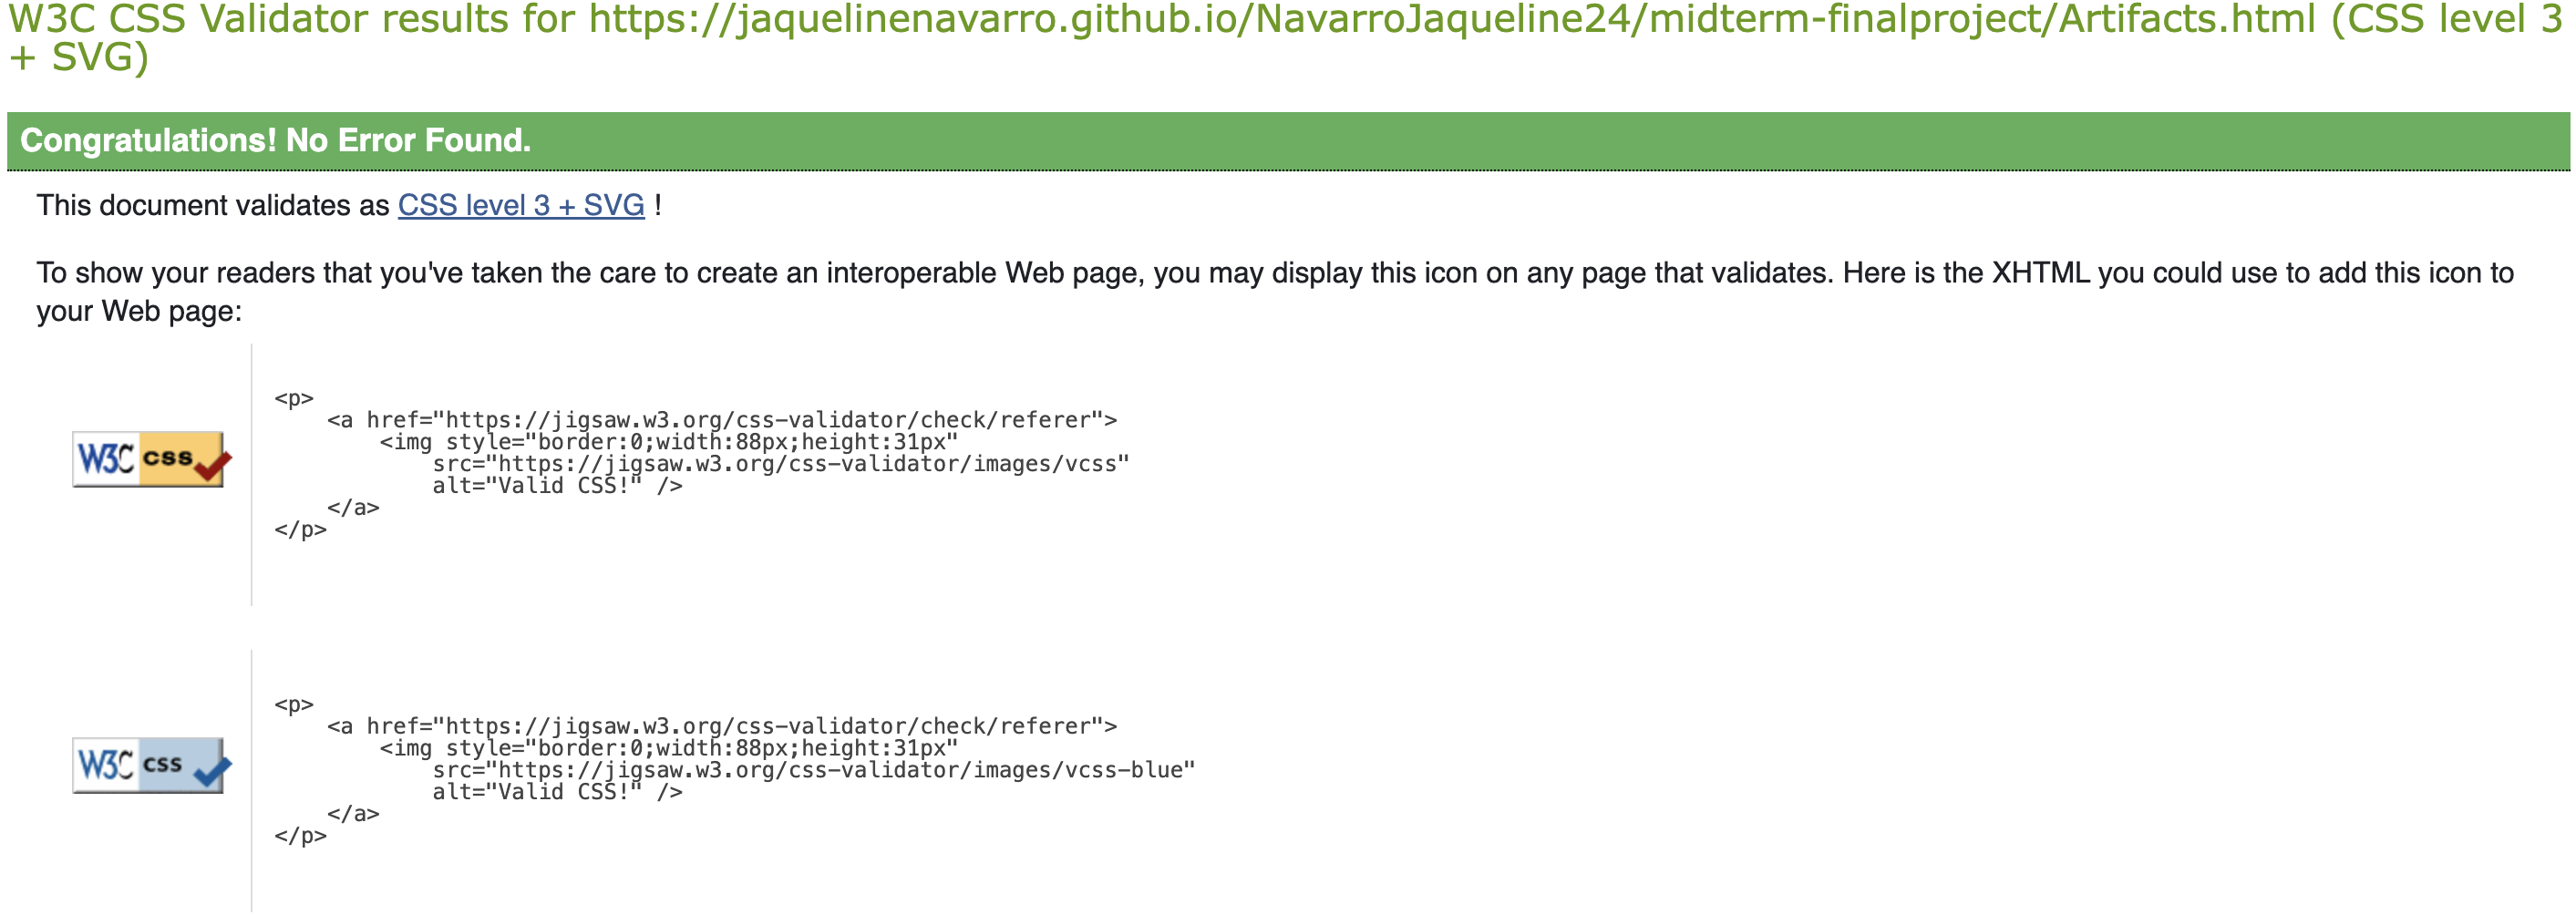 W3C CSS Validator results for https://jaquelinenavarro.github.io/NavarroJaqueline24/midterm-finalproject/Artifacts.html (CSS level 3
+ SVG)
Congratulations! No Error Found.
This document validates as CSS level 3 + SVG !
To show your readers that you've taken the care to create an interoperable Web page, you may display this icon on any page that validates. Here is the XHTML you could use to add this icon to
your Web page:
W3C css
<p>
    <a href="https://jigsaw.w3.org/css-validator/check/referer">
        <img style="border:0;width:88px;height:31px"
            src="https://jigsaw.w3.org/css-validator/images/vcss"
            alt="Valid CSS!" />
    </a>
</p>
W3C css
<p>
    <a href="https://jigsaw.w3.org/css-validator/check/referer">
        <img style="border:0;width:88px;height:31px"
            src="https://jigsaw.w3.org/css-validator/images/vcss-blue"
            alt="Valid CSS!" />
    </a>
</p>